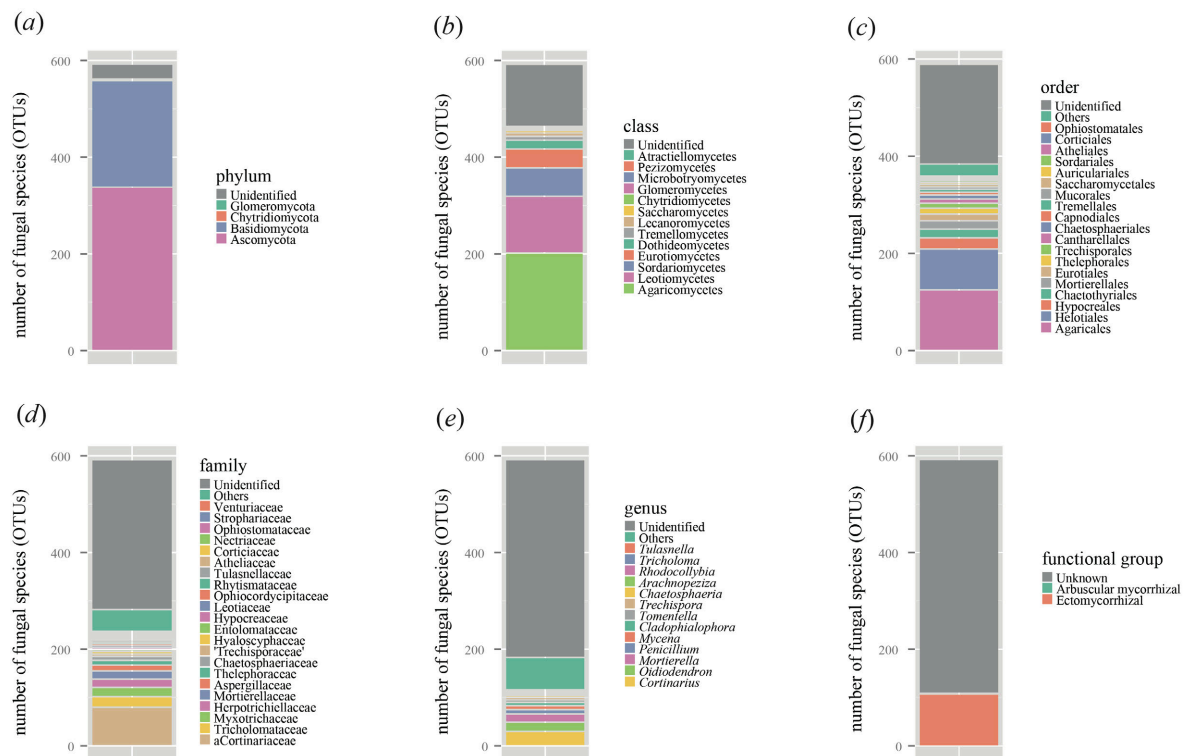 (a)
number of fungal species (OTUs)
600
400
200
0
phylum
Unidentified
Glomeromycota
Chytridiomycota
Basidiomycota
Ascomycota
(b)
number of fungal species (OTUs)
600
400
200
0
class
Unidentified
Atractiellomycetes
Pezizomycetes
Microbotryomycetes
Glomeromycetes
Chytridiomycetes
Saccharomycetes
Lecanoromycetes
Tremellomycetes
Dothideomycetes
Eurotiomycetes
Sordariomycetes
Leotiomycetes
Agaricomycetes
(c)
number of fungal species (OTUs)
600
400
200
0
order
Unidentified
Others
Ophiostomatales
Corticiales
Atheliales
Sordariales
Auriculariales
Saccharomycetales
Mucorales
Tremellales
Capnodiales
Chaetosphaeriales
Cantharellales
Trechisporales
Thelephorales
Eurotiales
Mortierellales
Chaetothyriales
Hypocreales
Helotiales
Agaricales
(d)
number of fungal species (OTUs)
600
400
200
0
family
Unidentified
Others
Venturiaceae
Strophariaceae
Ophiostomataceae
Nectriaceae
Corticiaceae
Atheliaceae
Tulasnellaceae
Rhytismataceae
Ophiocordycipitaceae
Leotiaceae
Hypocreaceae
Entolomataceae
Hyaloscyphaceae
'Trechisporaceae'
Chaetosphaeriaceae
Thelephoraceae
Aspergillaceae
Mortierellaceae
Herpotrichiellaceae
Myxotrichaceae
Tricholomataceae
aCortinariaceae
(e)
number of fungal species (OTUs)
600
400
200
0
genus
Unidentified
Others
Tulasnella
Tricholoma
Rhodocollybia
Arachnopeziza
Chaetosphaeria
Trechispora
Tomentella
Cladophialophora
Mycena
Penicillium
Mortierella
Oidiodendron
Cortinarius
(f)
number of fungal species (OTUs)
600
400
200
0
functional group
Unknown
Arbuscular mycorrhizal
Ectomycorrhizal